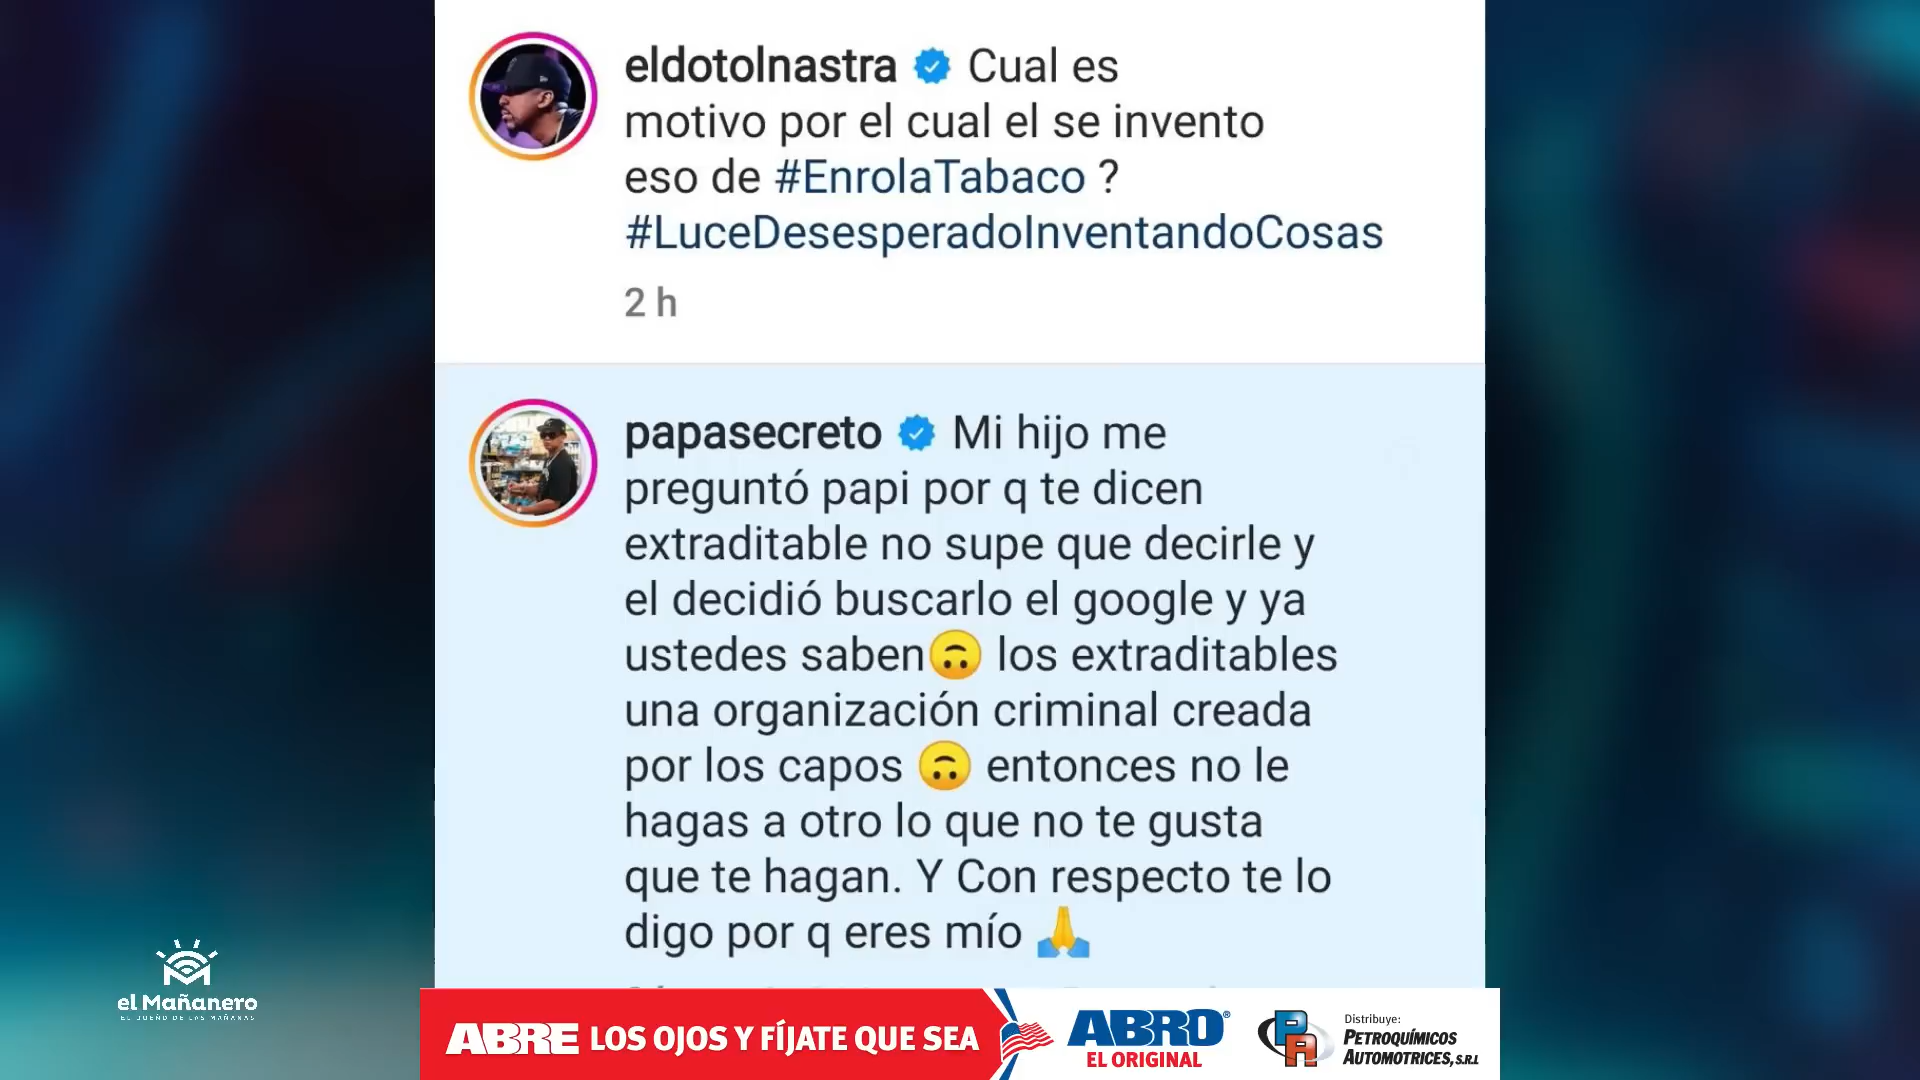 eldotolnastra Cual es
motivo por el cual el se invento
eso de #EnrolaTabaco ?
#LuceDesesperadoInventandoCosas
2 h
papasecreto Mi hijo me
preguntó papi por q te dicen
extraditable no supe que decirle y
el decidió buscarlo el google y ya
ustedes saben🙃 los extraditables
una organización criminal creada
por los capos 🙃 entonces no le
hagas a otro lo que no te gusta
que te hagan. Y Con respecto te lo
digo por q eres mío 🙏
el Mañanero
EL DUEÑO DE LAS MAÑANAS
ABRE LOS OJOS Y FÍJATE QUE SEA
ABRO®
EL ORIGINAL
PA
Distribuye:
PETROQUÍMICOS
AUTOMOTRICES, S.R.L